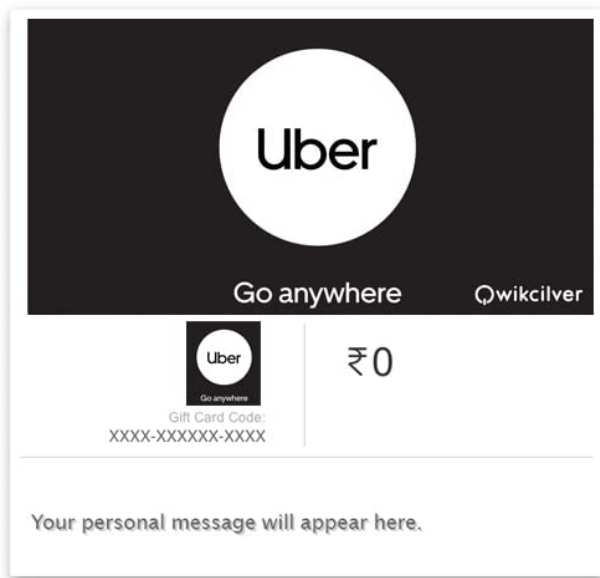 Uber
Go anywhere
Qwikcilver
Uber
Go anywhere
Gift Card Code:
XXXX-XXXXXX-XXXX
₹0
Your personal message will appear here.